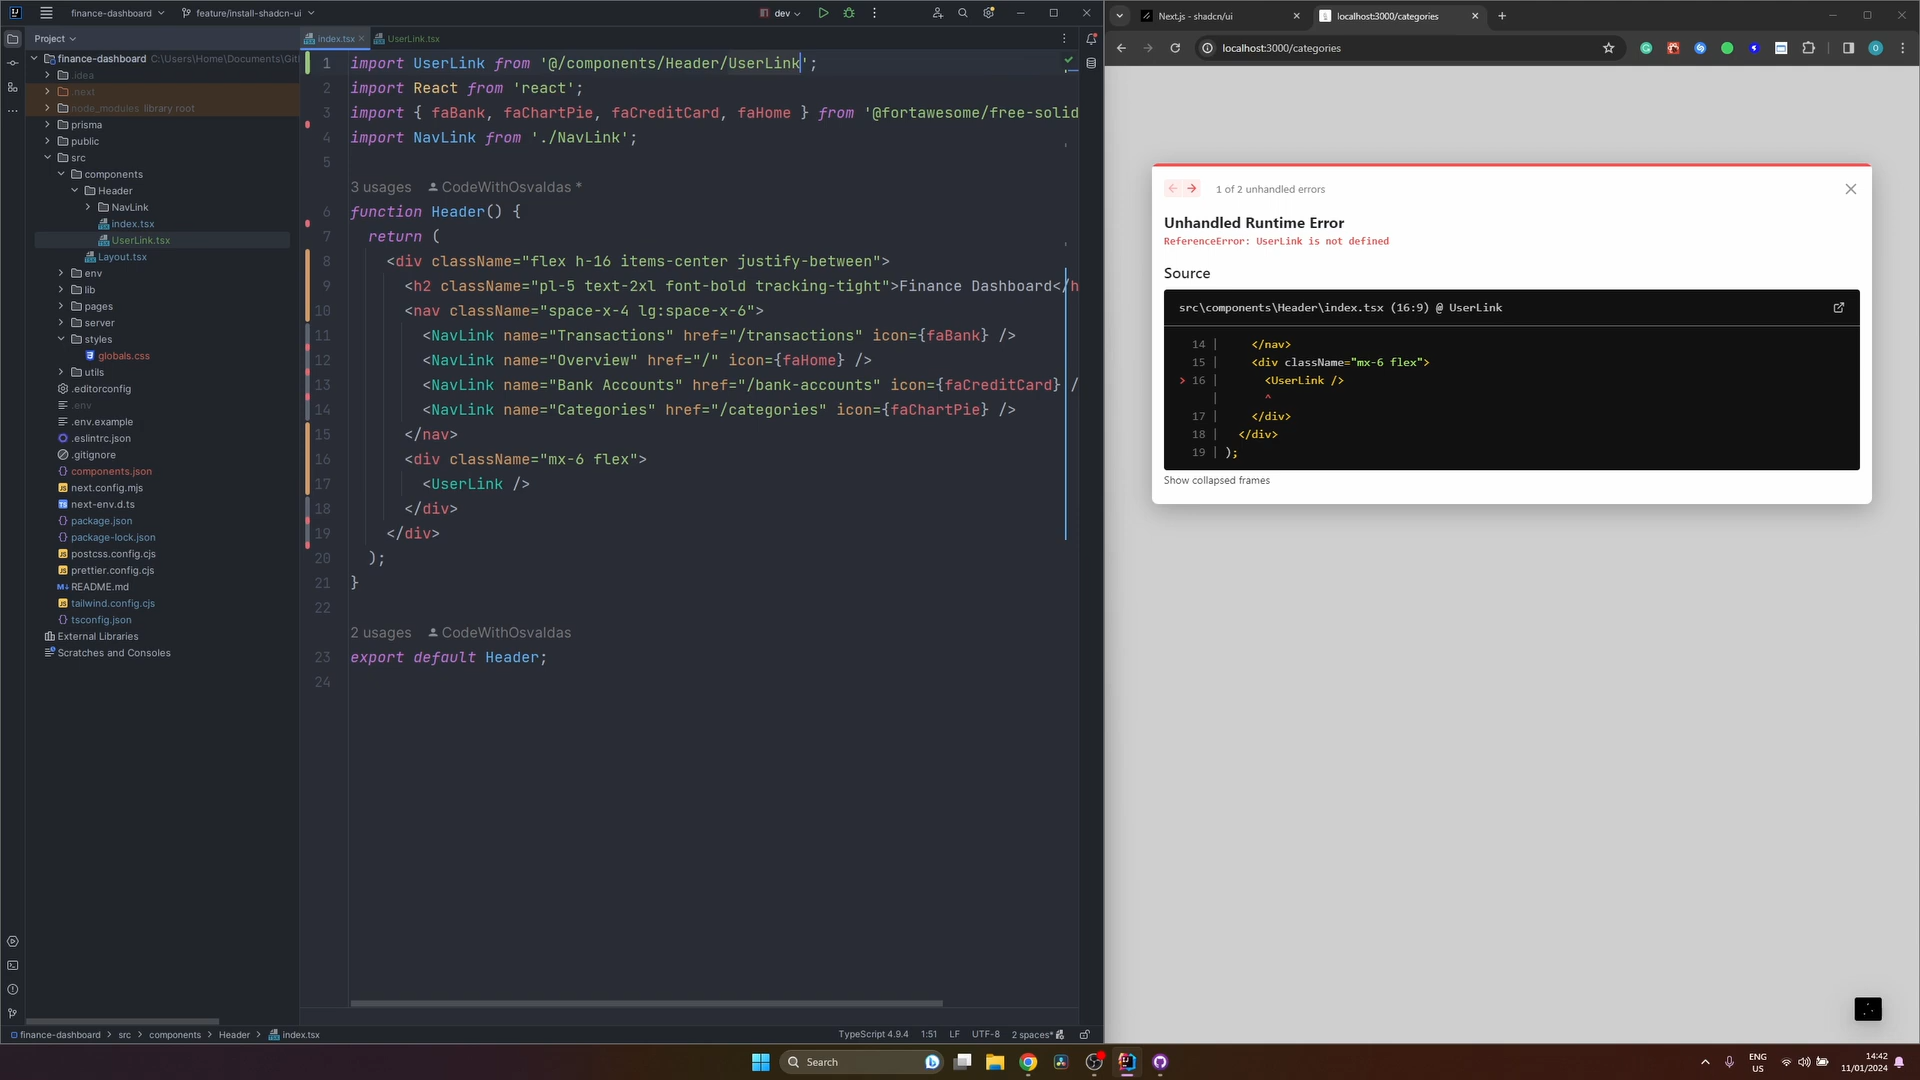 finance-dashboard
feature/install-shadcn-ui
dev
Project
index.tsx
UserLink.tsx
finance-dashboard C:\Users\Home\Documents\Git
.idea
.next
node_modules library root
prisma
public
src
components
Header
NavLink
index.tsx
UserLink.tsx
Layout.tsx
env
lib
pages
server
styles
globals.css
utils
.editorconfig
.env
.env.example
.eslintrc.json
.gitignore
components.json
next.config.mjs
next-env.d.ts
package.json
package-lock.json
postcss.config.cjs
prettier.config.cjs
README.md
tailwind.config.cjs
tsconfig.json
External Libraries
Scratches and Consoles
1 import UserLink from '@/components/Header/UserLink';
2 import React from 'react';
3 import { faBank, faChartPie, faCreditCard, faHome } from '@fortawesome/free-solid
4 import NavLink from './NavLink';
5
3 usages CodeWithOsvaldas *
6 function Header() {
7 return (
8 <div className="flex h-16 items-center justify-between">
9 <h2 className="pl-5 text-2xl font-bold tracking-tight">Finance Dashboard</h
10 <nav className="space-x-4 lg:space-x-6">
11 <NavLink name="Transactions" href="/transactions" icon={faBank} />
12 <NavLink name="Overview" href="/" icon={faHome} />
13 <NavLink name="Bank Accounts" href="/bank-accounts" icon={faCreditCard} /
14 <NavLink name="Categories" href="/categories" icon={faChartPie} />
15 </nav>
16 <div className="mx-6 flex">
17 <UserLink />
18 </div>
19 </div>
20 );
21 }
22
2 usages CodeWithOsvaldas
23 export default Header;
24
finance-dashboard > src > components > Header > index.tsx
TypeScript 4.9.4 1:51 LF UTF-8 2 spaces*
Next.js - shadcn/ui
localhost:3000/categories
localhost:3000/categories
1 of 2 unhandled errors
Unhandled Runtime Error
ReferenceError: UserLink is not defined
Source
src\components\Header\index.tsx (16:9) @ UserLink
14 | </nav>
15 | <div className="mx-6 flex">
> 16 | <UserLink />
| ^
17 | </div>
18 | </div>
19 | );
Show collapsed frames
Search
ENG
US
14:42
11/01/2024